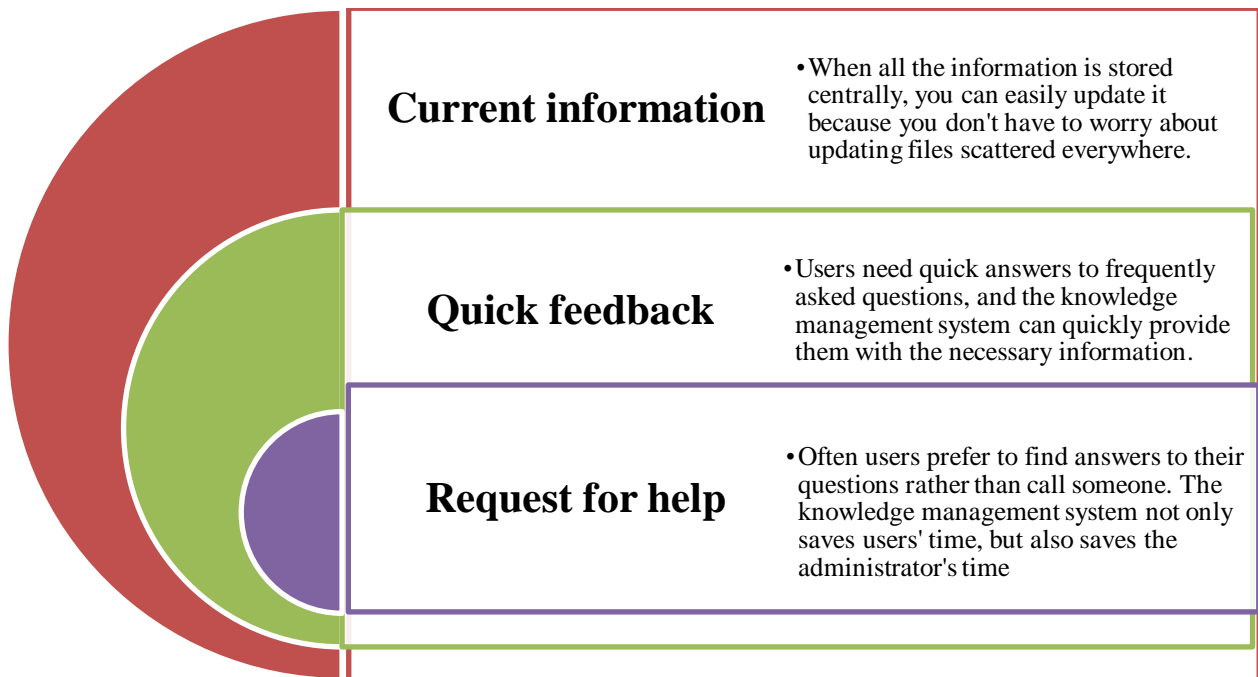 Current information
•When all the information is stored
centrally, you can easily update it
because you don't have to worry about
updating files scattered everywhere.
Quick feedback
•Users need quick answers to frequently
asked questions, and the knowledge
management system can quickly provide
them with the necessary information.
Request for help
•Often users prefer to find answers to their
questions rather than call someone. The
knowledge management system not only
saves users' time, but also saves the
administrator's time